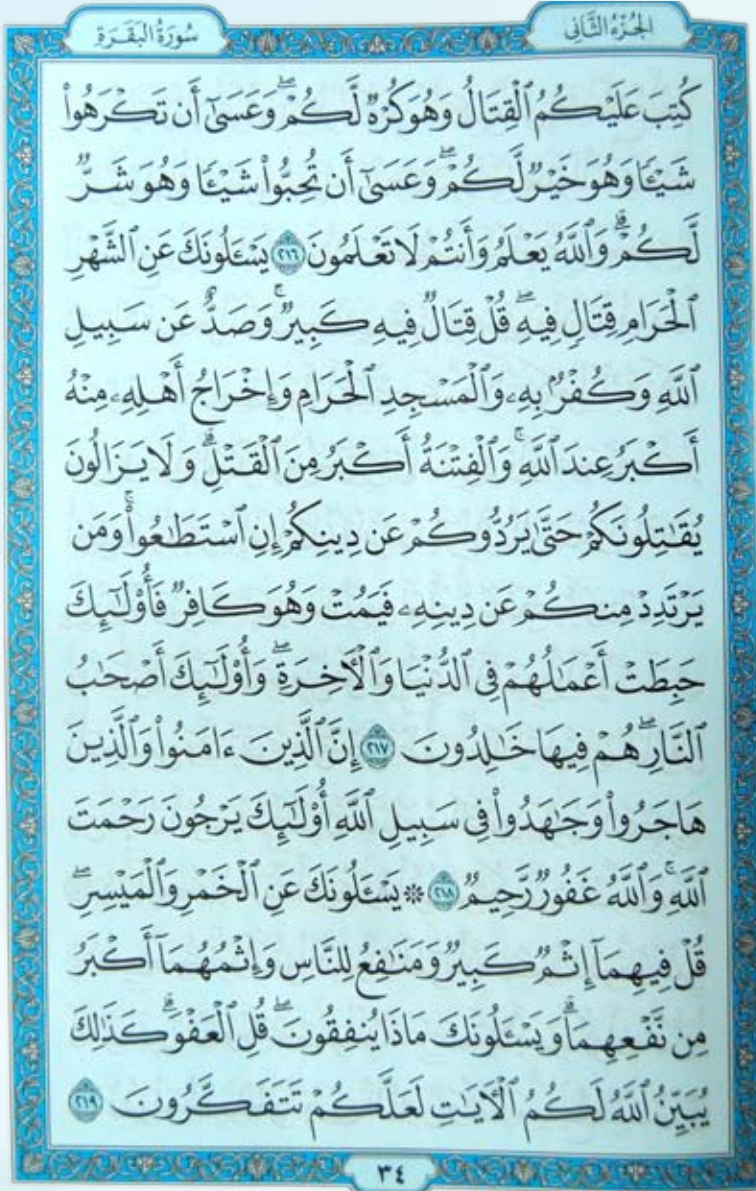 الجُزْءُ الثَّانِي
سُورَةُ البَقَرَةِ
كُتِبَ عَلَيْكُمُ ٱلْقِتَالُ وَهُوَ كُرْهٌ لَّكُمْۖ وَعَسَىٰٓ أَن تَكْرَهُوا۟
شَيْـًٔا وَهُوَ خَيْرٌ لَّكُمْۖ وَعَسَىٰٓ أَن تُحِبُّوا۟ شَيْـًٔا وَهُوَ شَرٌّ
لَّكُمْۗ وَٱللَّهُ يَعْلَمُ وَأَنتُمْ لَا تَعْلَمُونَ ٢١٦ يَسْـَٔلُونَكَ عَنِ ٱلشَّهْرِ
ٱلْحَرَامِ قِتَالٍ فِيهِۖ قُلْ قِتَالٌ فِيهِ كَبِيرٌۚ وَصَدٌّ عَن سَبِيلِ
ٱللَّهِ وَكُفْرٌۢ بِهِۦ وَٱلْمَسْجِدِ ٱلْحَرَامِ وَإِخْرَاجُ أَهْلِهِۦ مِنْهُ
أَكْبَرُ عِندَ ٱللَّهِۚ وَٱلْفِتْنَةُ أَكْبَرُ مِنَ ٱلْقَتْلِۗ وَلَا يَزَالُونَ
يُقَـٰتِلُونَكُمْ حَتَّىٰ يَرُدُّوكُمْ عَن دِينِكُمْ إِنِ ٱسْتَطَـٰعُوا۟ۚ وَمَن
يَرْتَدِدْ مِنكُمْ عَن دِينِهِۦ فَيَمُتْ وَهُوَ كَافِرٌ فَأُو۟لَـٰٓئِكَ
حَبِطَتْ أَعْمَـٰلُهُمْ فِى ٱلدُّنْيَا وَٱلْـَٔاخِرَةِۖ وَأُو۟لَـٰٓئِكَ أَصْحَـٰبُ
ٱلنَّارِۖ هُمْ فِيهَا خَـٰلِدُونَ ٢١٧ إِنَّ ٱلَّذِينَ ءَامَنُوا۟ وَٱلَّذِينَ
هَاجَرُوا۟ وَجَـٰهَدُوا۟ فِى سَبِيلِ ٱللَّهِ أُو۟لَـٰٓئِكَ يَرْجُونَ رَحْمَتَ
ٱللَّهِۚ وَٱللَّهُ غَفُورٌ رَّحِيمٌ ٢١٨ ۞ يَسْـَٔلُونَكَ عَنِ ٱلْخَمْرِ وَٱلْمَيْسِرِۖ
قُلْ فِيهِمَآ إِثْمٌ كَبِيرٌ وَمَنَـٰفِعُ لِلنَّاسِ وَإِثْمُهُمَآ أَكْبَرُ
مِن نَّفْعِهِمَاۗ وَيَسْـَٔلُونَكَ مَاذَا يُنفِقُونَۖ قُلِ ٱلْعَفْوَۗ كَذَٰلِكَ
يُبَيِّنُ ٱللَّهُ لَكُمُ ٱلْـَٔايَـٰتِ لَعَلَّكُمْ تَتَفَكَّرُونَ ٢١٩
٣٤